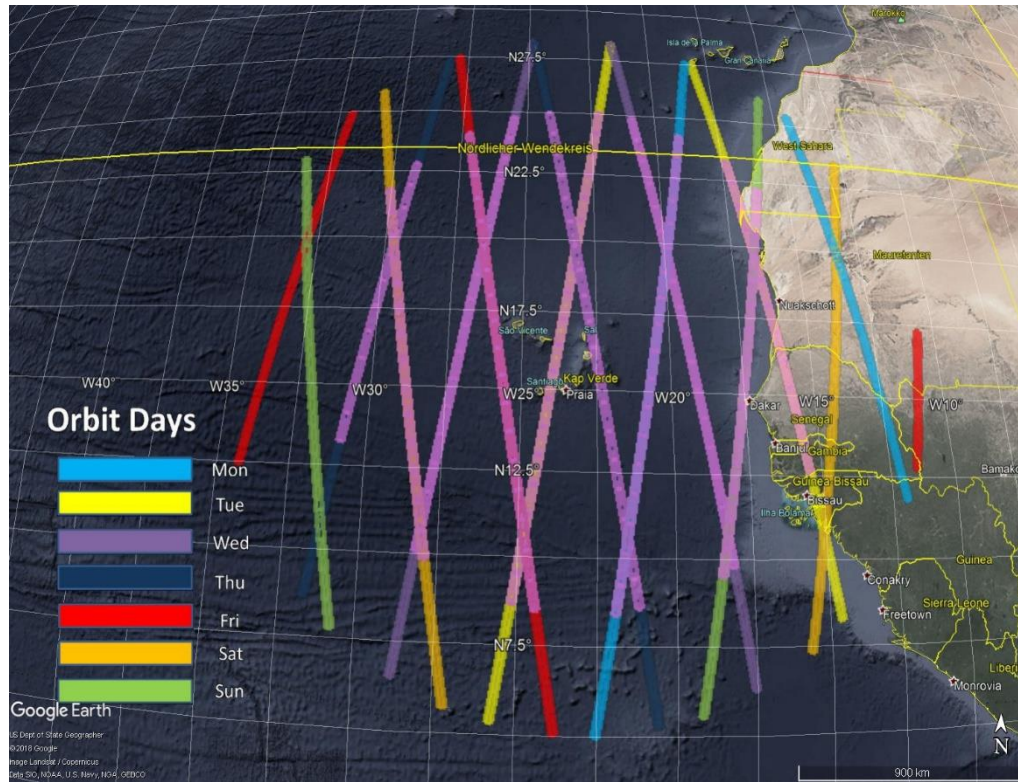 Marokko
Isla de la Palma
Gran Canaria
N27.5°
Nördlicher Wendekreis
West Sahara
N22.5°
Mauretanien
Nuakschott
N17.5°
São Vicente
Sal
Kap Verde
Santiago
Praia
W40°
W35°
W30°
W25°
W20°
W15°
W10°
Dakar
Senegal
Orbit Days
Banjul
Gambia
N12.5°
Bamako
Mon
Guinea Bissau
Bissau
Tue
Ilha Bolama
Wed
Guinea
Thu
Conakry
Sierra Leone
Fri
Freetown
N7.5°
Sat
Liberi
Sun
Monrovia
Google Earth
US Dept of State Geographer
© 2018 Google
Image Landsat / Copernicus
Data SIO, NOAA, U.S. Navy, NGA, GEBCO
N
900 km